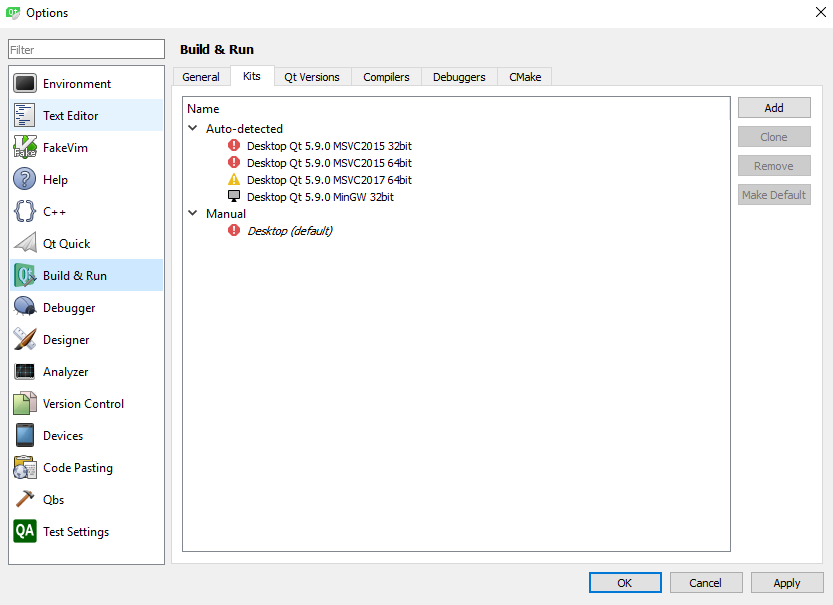 Options
Filter
Environment
Text Editor
FakeVim
Help
C++
Qt Quick
Build & Run
Debugger
Designer
Analyzer
Version Control
Devices
Code Pasting
Qbs
QA Test Settings
Build & Run
General Kits Qt Versions Compilers Debuggers CMake
Name
Auto-detected
Desktop Qt 5.9.0 MSVC2015 32bit
Desktop Qt 5.9.0 MSVC2015 64bit
Desktop Qt 5.9.0 MSVC2017 64bit
Desktop Qt 5.9.0 MinGW 32bit
Manual
Desktop (default)
Add
Clone
Remove
Make Default
OK Cancel Apply